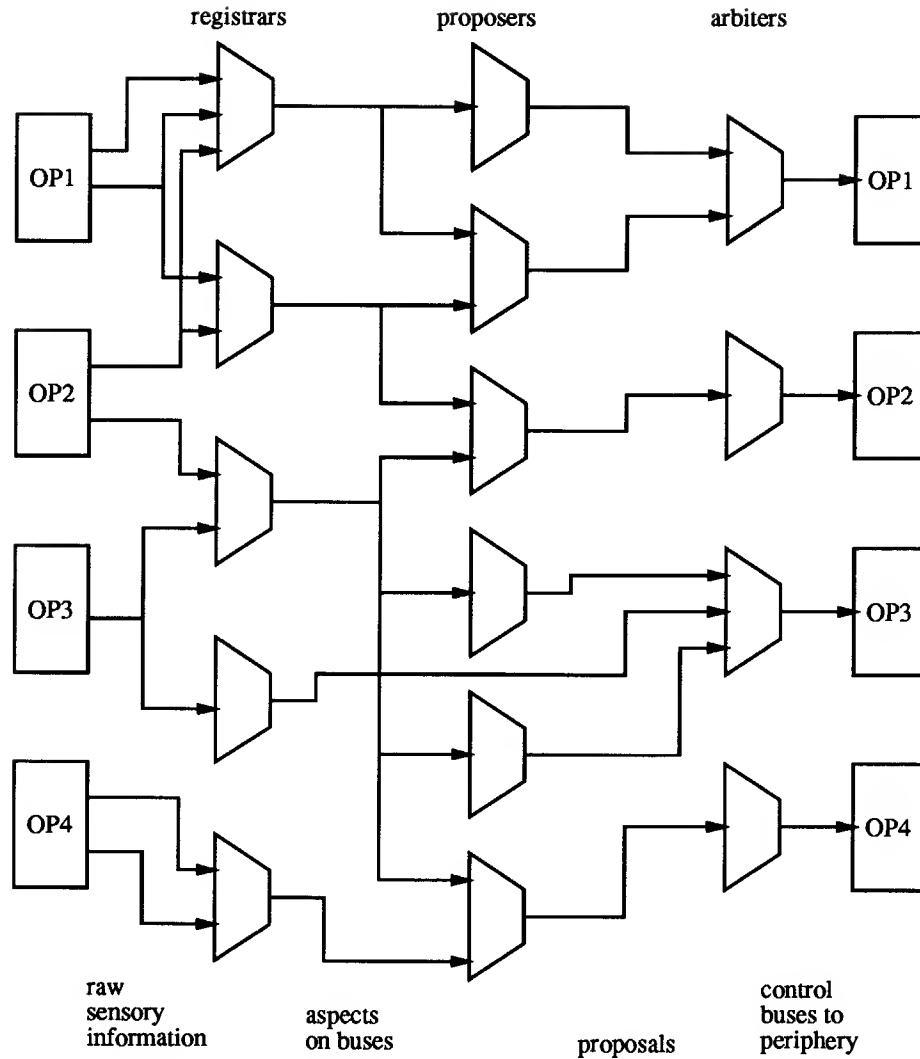 registrars
proposers
arbiters
OP1
OP1
OP2
OP2
OP3
OP3
OP4
OP4
raw
sensory
information
aspects
on buses
proposals
control
buses to
periphery